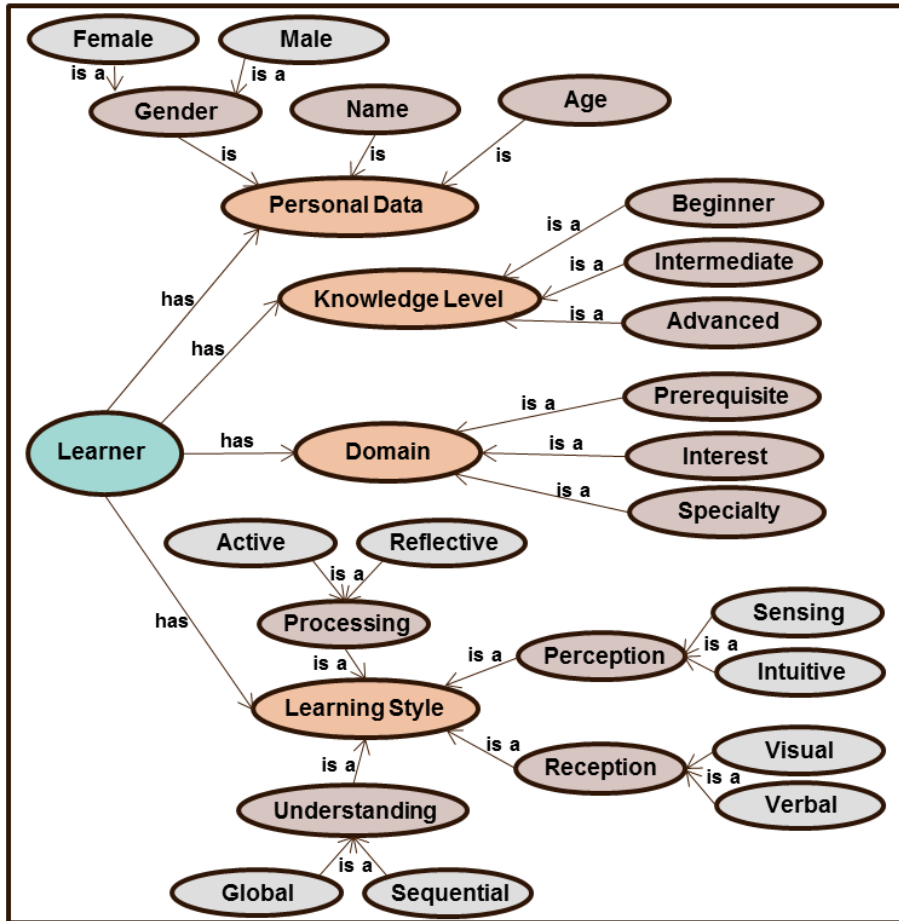 Female
Male
is a
is a
Gender
Name
Age
is
is
is
Personal Data
Beginner
is a
Intermediate
is a
has
Knowledge Level
is a
Advanced
has
Prerequisite
is a
Learner
has
Domain
is a
Interest
is a
Specialty
Active
Reflective
is a
has
Processing
Sensing
is a
is a
Perception
is a
Intuitive
Learning Style
is a
Visual
is a
Reception
is a
Verbal
Understanding
is a
Global
Sequential